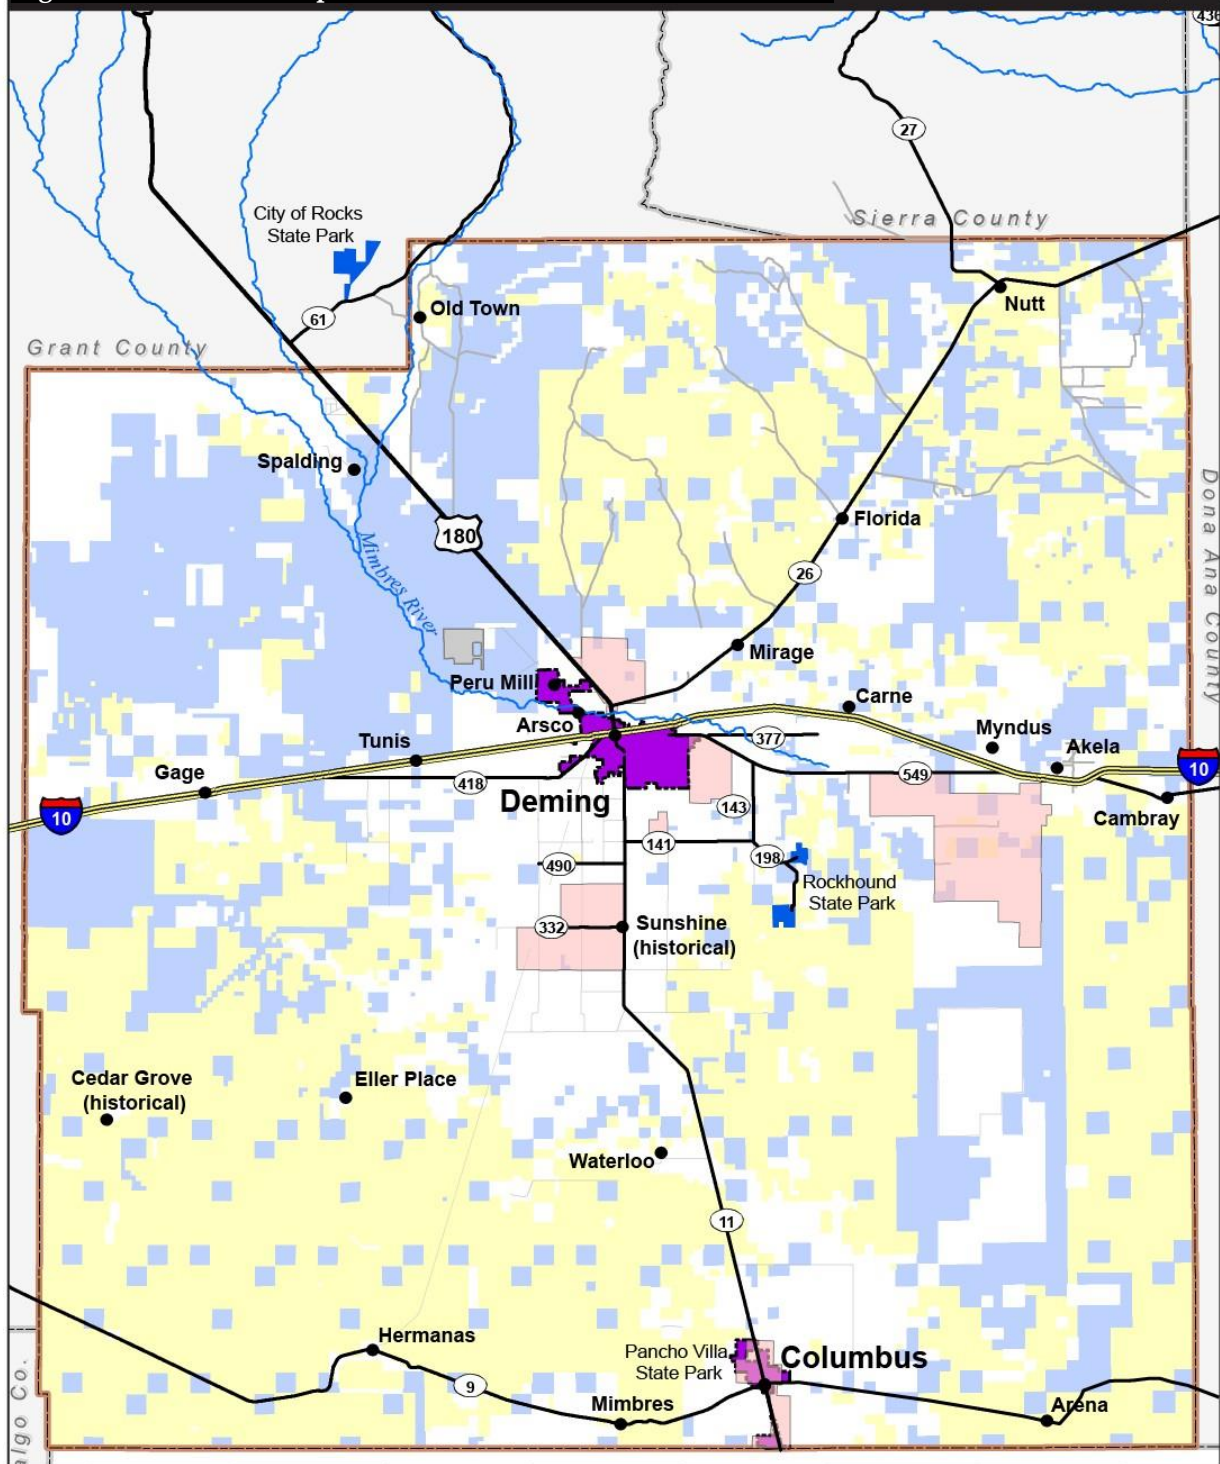 436
27
City of Rocks
State Park
Sierra County
61
Old Town
Nutt
Grant County
Spalding
Dona Ana County
180
Florida
Mimbres River
26
Mirage
Peru Mill
Carne
Arsco
Myndus
Tunis
377
Akela
Gage
10
418
549
10
Deming
143
Cambray
141
490
198
Rockhound
State Park
332
Sunshine
(historical)
Cedar Grove
(historical)
Eller Place
Waterloo
11
Hermanas
Pancho Villa
State Park
Columbus
9
Mimbres
Arena
algo Co.